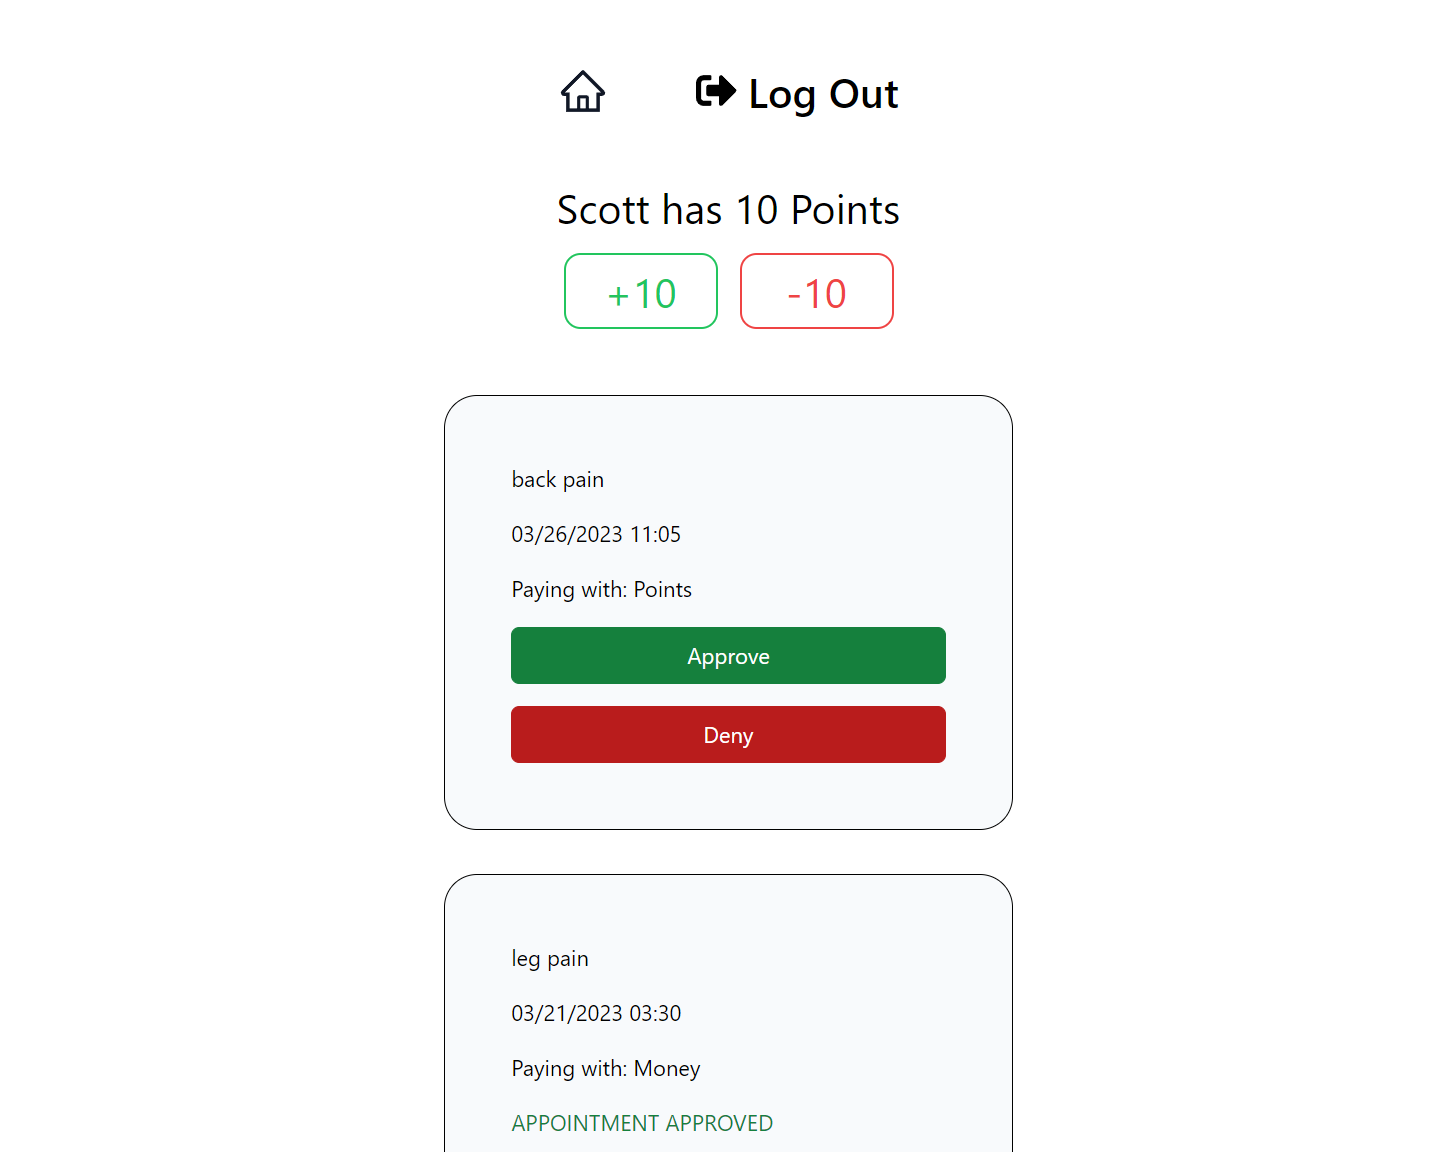 Log Out
Scott has 10 Points
+10 -10
back pain
03/26/2023 11:05
Paying with: Points
Approve
Deny
leg pain
03/21/2023 03:30
Paying with: Money
APPOINTMENT APPROVED